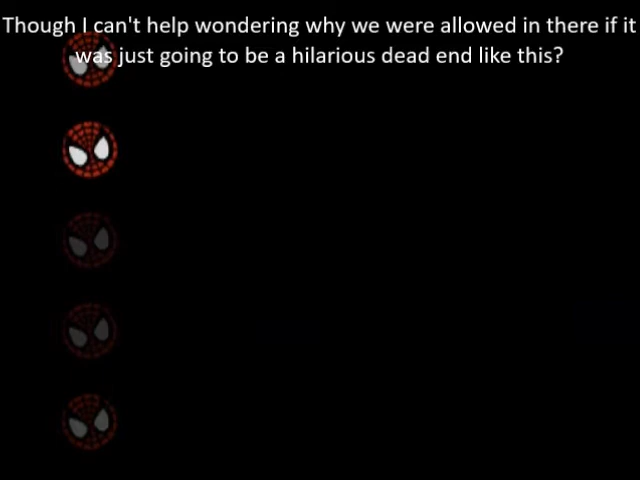 Though I can't help wondering why we were allowed in there if it
was just going to be a hilarious dead end like this?